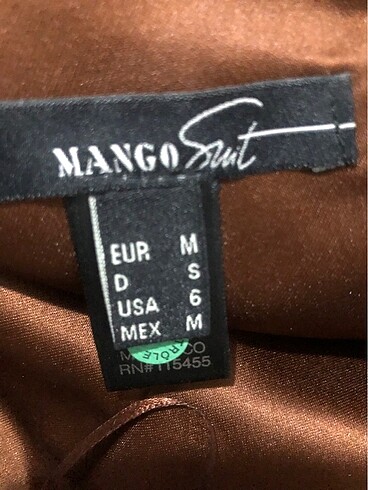 MANGO Suit
EUR M
D S
USA 6
MEX M
RN#115455